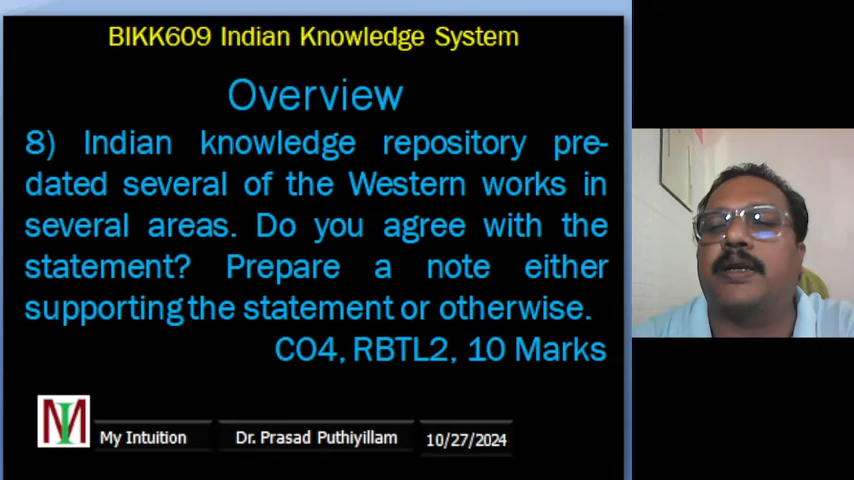 BIKK609 Indian Knowledge System
Overview
8) Indian knowledge repository pre-
dated several of the Western works in
several areas. Do you agree with the
statement? Prepare a note either
supporting the statement or otherwise.
CO4, RBTL2, 10 Marks
MI
My Intuition
Dr. Prasad Puthiyillam
10/27/2024